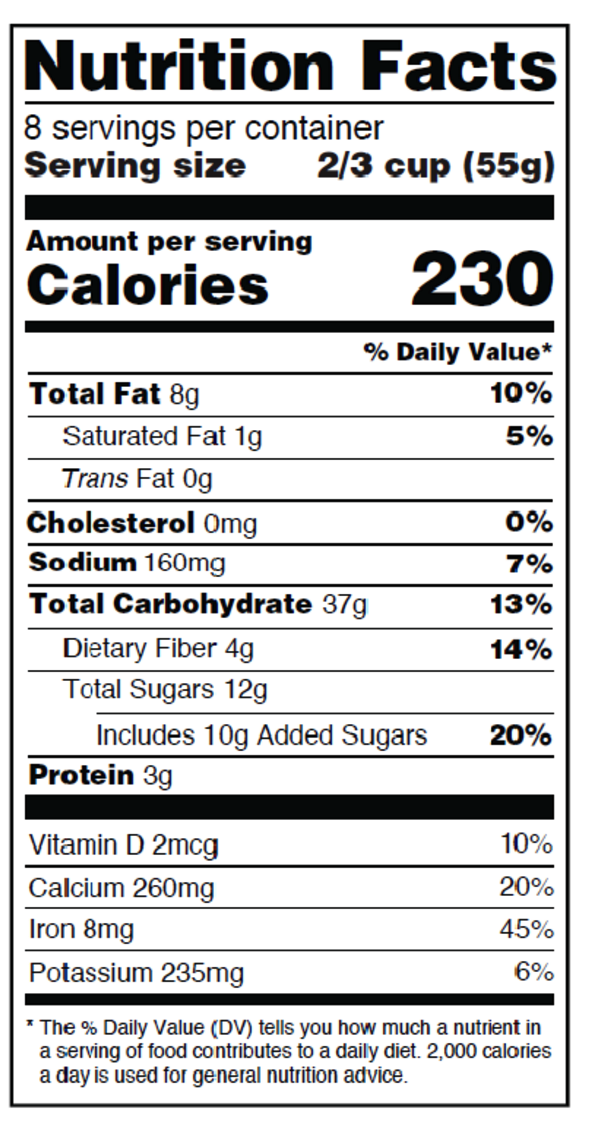 Nutrition Facts
8 servings per container
Serving size 2/3 cup (55g)
Amount per serving
Calories 230
% Daily Value*
Total Fat 8g 10%
Saturated Fat 1g 5%
Trans Fat 0g
Cholesterol 0mg 0%
Sodium 160mg 7%
Total Carbohydrate 37g 13%
Dietary Fiber 4g 14%
Total Sugars 12g
Includes 10g Added Sugars 20%
Protein 3g
Vitamin D 2mcg 10%
Calcium 260mg 20%
Iron 8mg 45%
Potassium 235mg 6%
* The % Daily Value (DV) tells you how much a nutrient in
a serving of food contributes to a daily diet. 2,000 calories
a day is used for general nutrition advice.